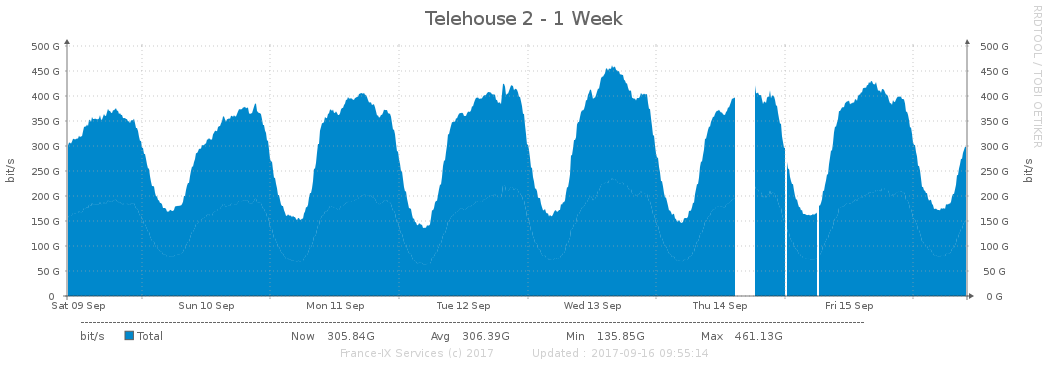 Telehouse 2 - 1 Week
RRDTOOL / TOBI OETIKER
500 G 500 G
450 G 450 G
400 G 400 G
350 G 350 G
300 G 300 G
250 G 250 G
200 G 200 G
150 G 150 G
100 G 100 G
50 G 50 G
0 0 G
bit/s bit/s
Sat 09 Sep Sun 10 Sep Mon 11 Sep Tue 12 Sep Wed 13 Sep Thu 14 Sep Fri 15 Sep
bit/s Total Now 305.84G Avg 306.39G Min 135.85G Max 461.13G
France-IX Services (c) 2017 Updated : 2017-09-16 09:55:14